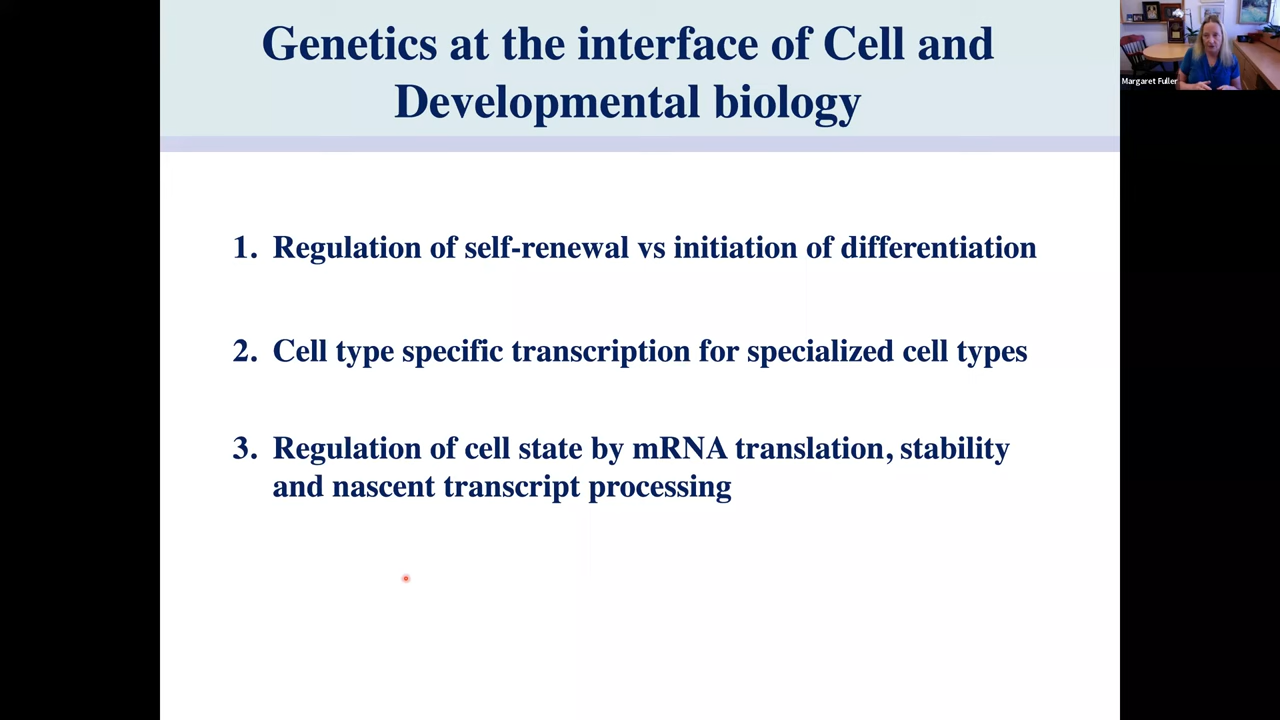 Genetics at the interface of Cell and
Developmental biology
Margaret Fuller
1. Regulation of self-renewal vs initiation of differentiation
2. Cell type specific transcription for specialized cell types
3. Regulation of cell state by mRNA translation, stability
and nascent transcript processing